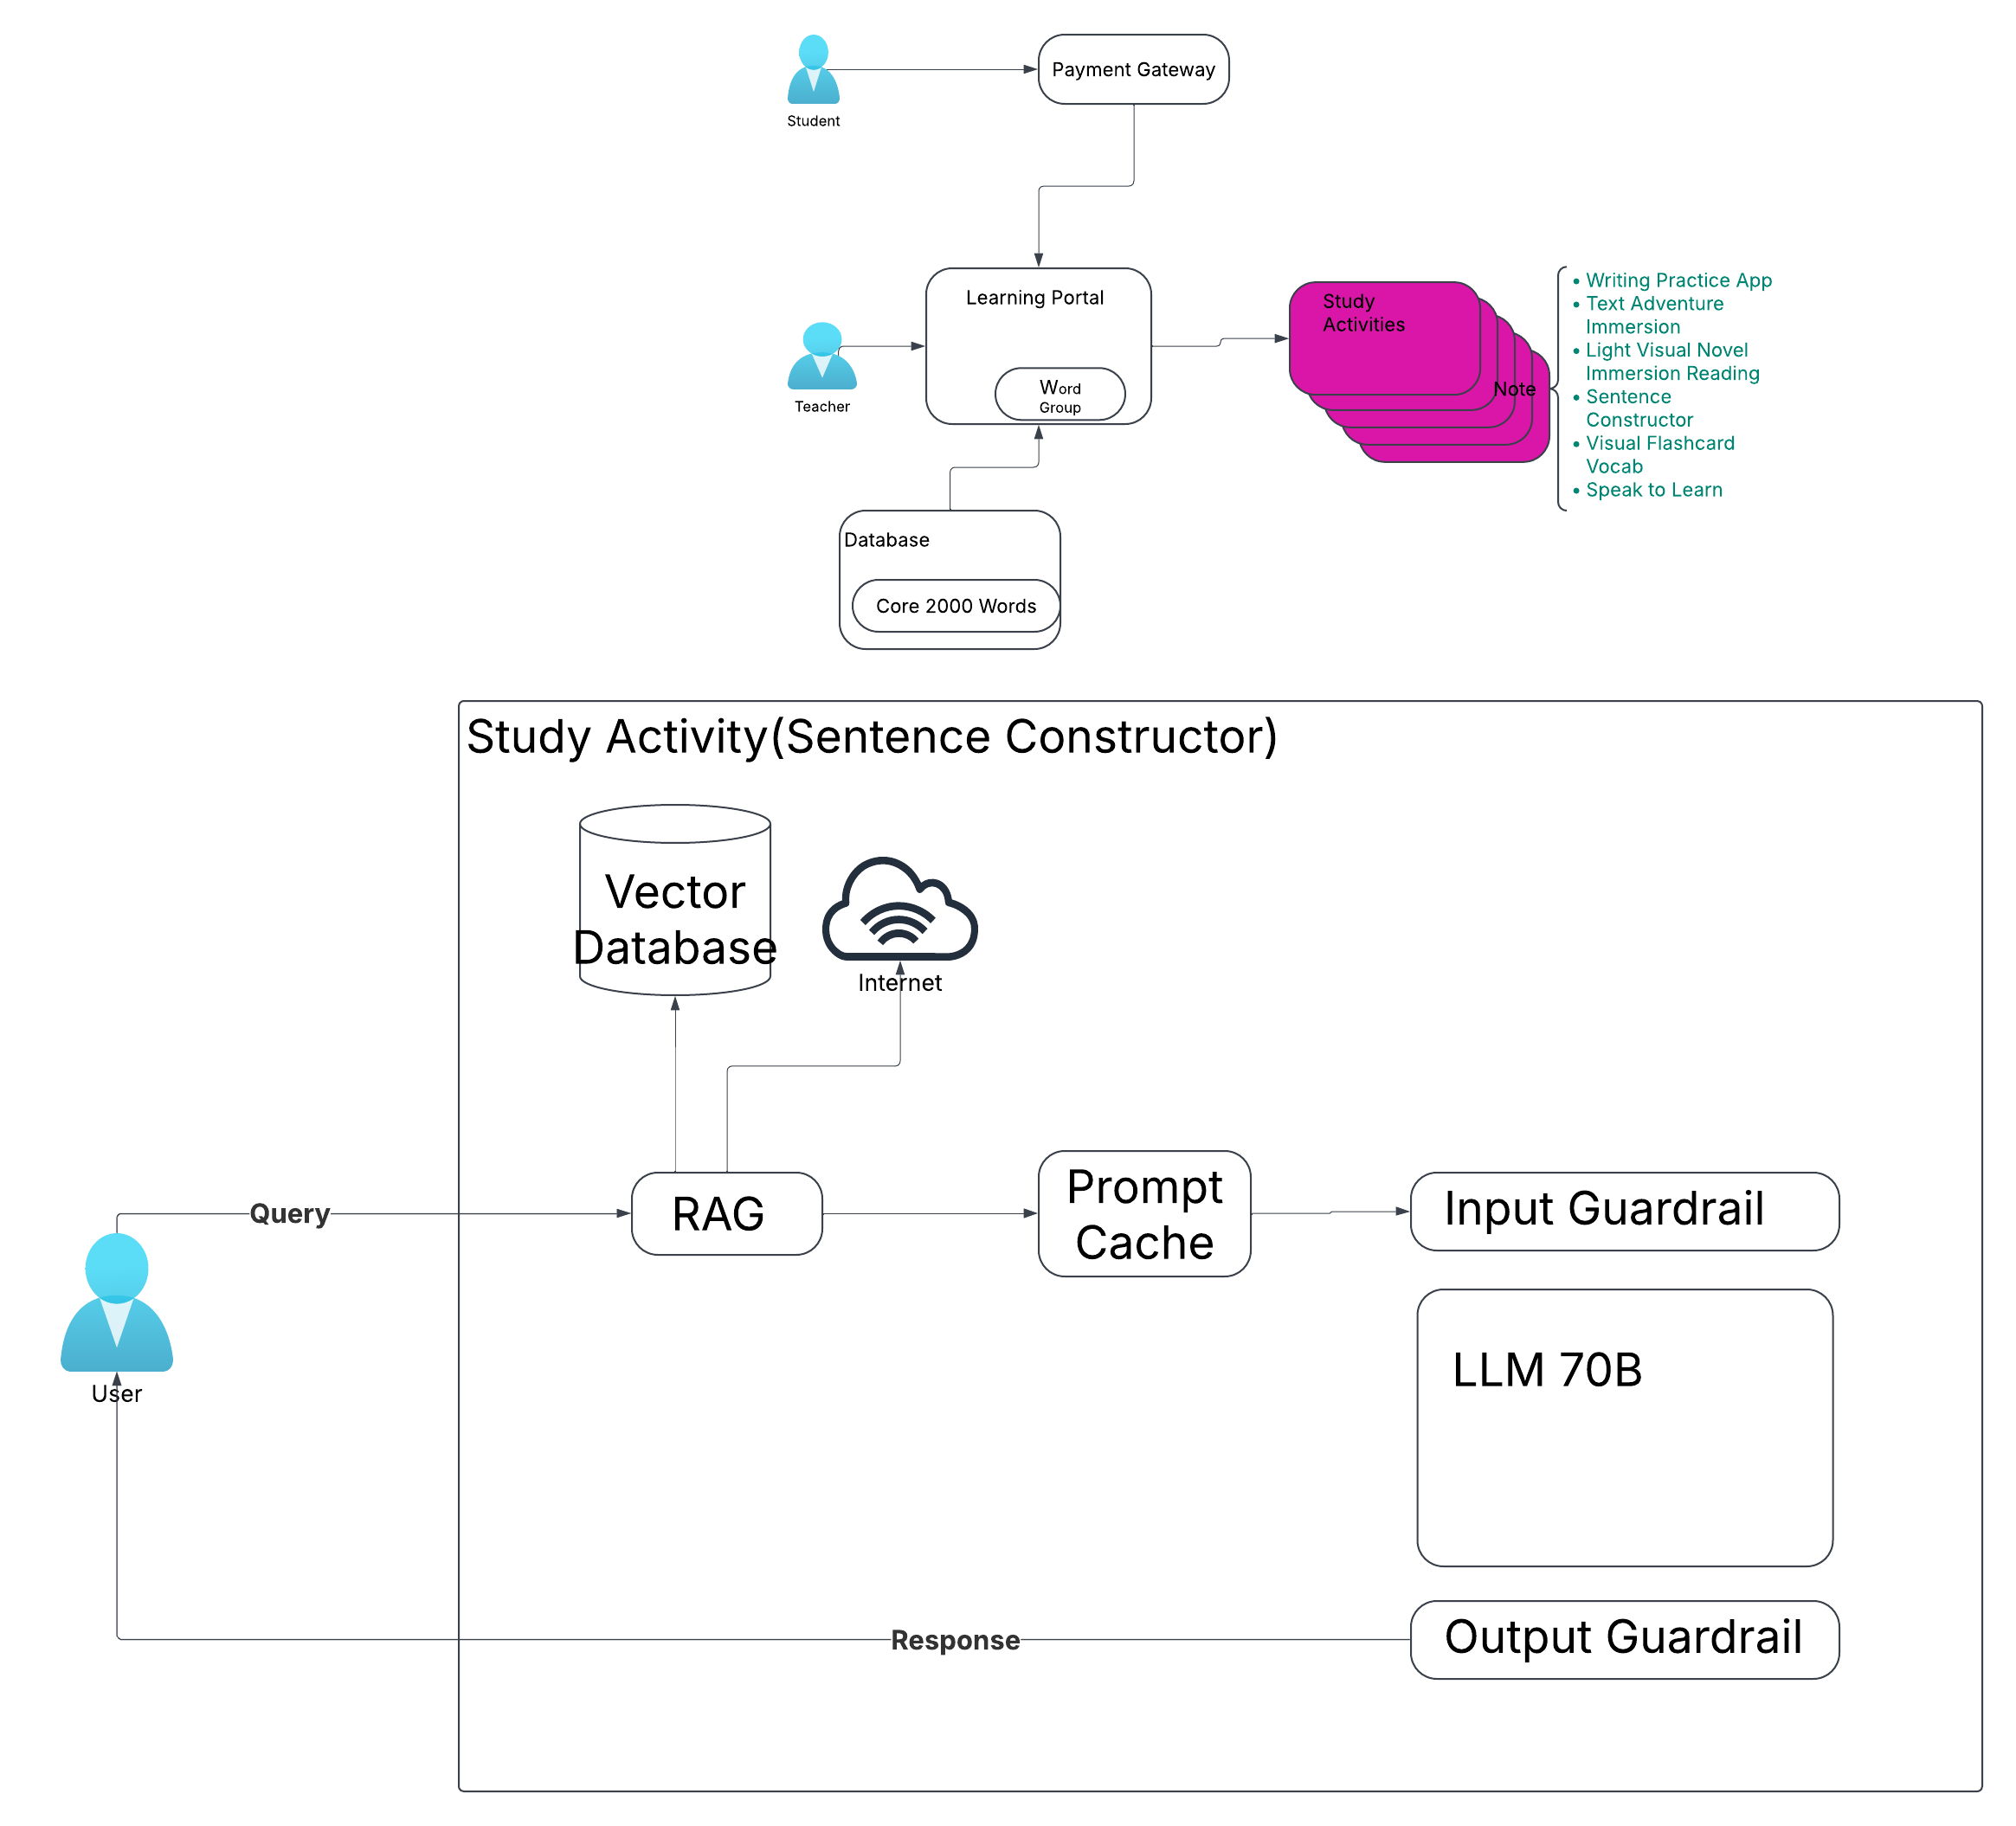 Payment Gateway
Student
Learning Portal
Word
Group
Teacher
Study
Activities
Note
• Writing Practice App
• Text Adventure
Immersion
• Light Visual Novel
Immersion Reading
• Sentence
Constructor
• Visual Flashcard
Vocab
• Speak to Learn
Database
Core 2000 Words
Study Activity(Sentence Constructor)
Vector
Database
Internet
Query
RAG
Prompt
Cache
Input Guardrail
User
LLM 70B
Response
Output Guardrail